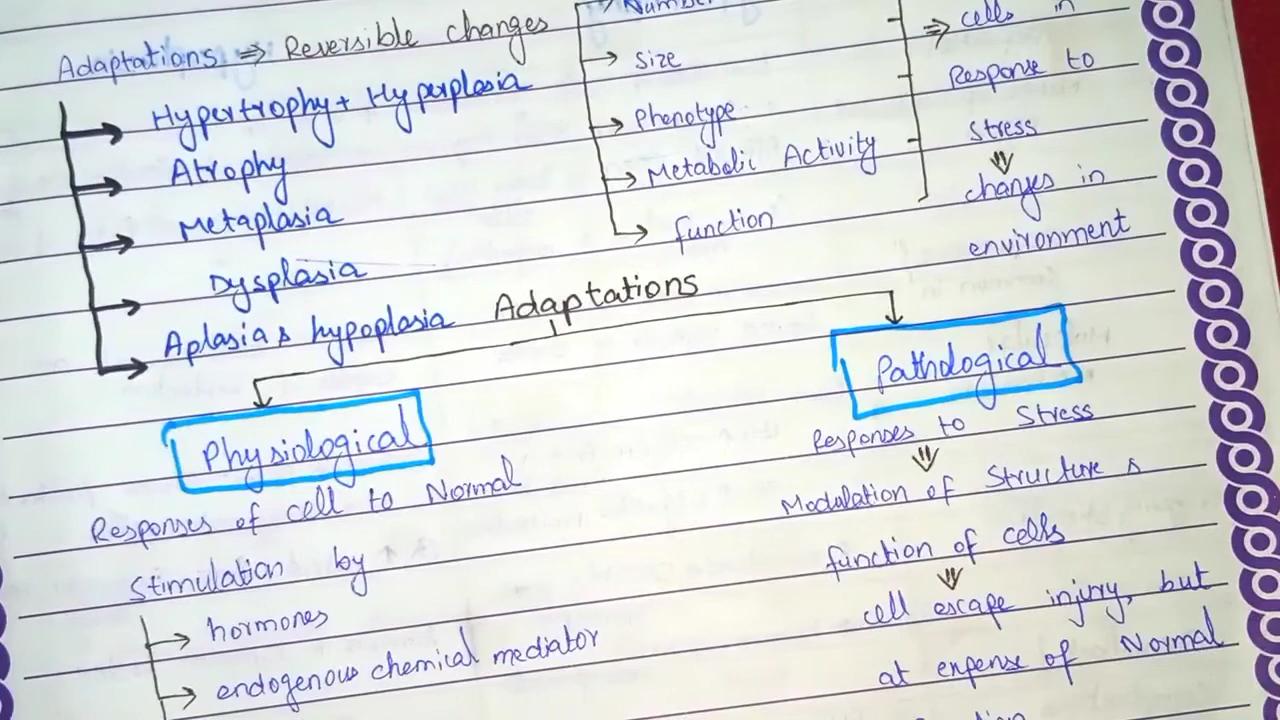 Adaptations ⇒ Reversible changes
→ Number
→ Size
→ Phenotype
→ Metabolic Activity
→ function
⇒ cells in
Response to
stress
⇓
changes in
environment
→ Hypertrophy + Hyperplasia
→ Atrophy
→ Metaplasia
→ Dysplasia
→ Aplasia & hypoplasia
Adaptations
Physiological
Responses of cell to Normal
Stimulation by
→ hormones
→ endogenous chemical mediator
Pathological
Responses to Stress
⇓
Modulation of Structure &
function of cells
⇓
cell escape injury, but
at expense of Normal